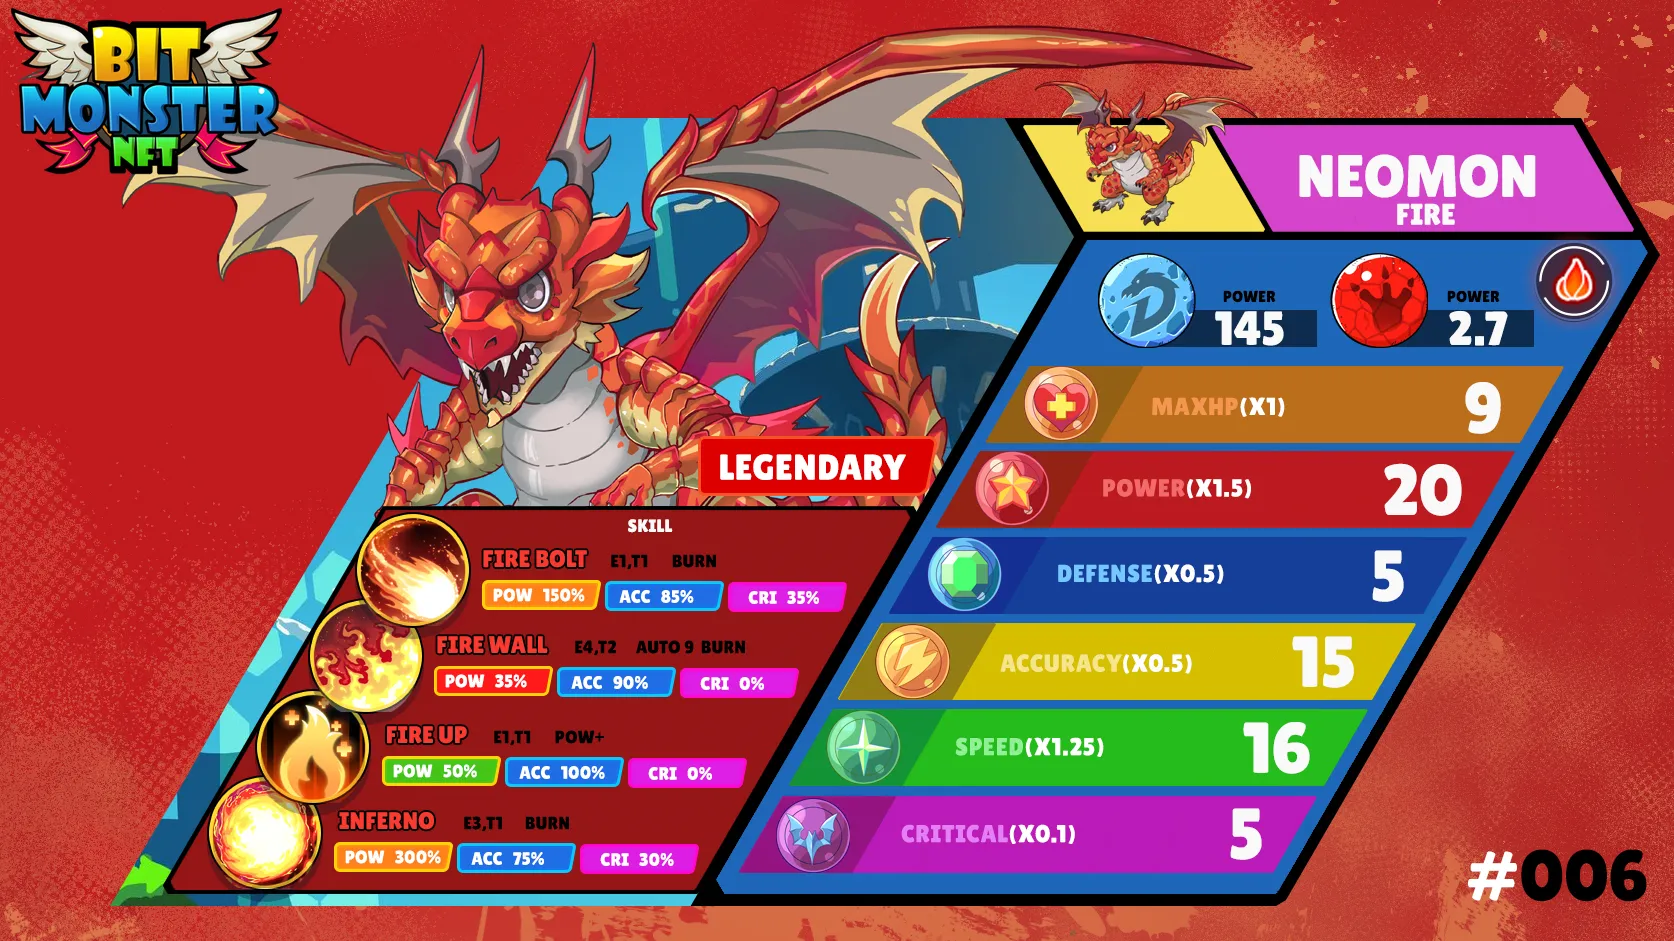 BIT
MONSTER
NFT
NEOMON
FIRE
POWER
145
POWER
2.7
MAXHP(X1) 9
POWER(X1.5) 20
DEFENSE(X0.5) 5
ACCURACY(X0.5) 15
SPEED(X1.25) 16
CRITICAL(X0.1) 5
LEGENDARY
SKILL
FIRE BOLT E1,T1 BURN
POW 150% ACC 85% CRI 35%
FIRE WALL E4,T2 AUTO 9 BURN
POW 35% ACC 90% CRI 0%
FIRE UP E1,T1 POW+
POW 50% ACC 100% CRI 0%
INFERNO E3,T1 BURN
POW 300% ACC 75% CRI 30%
#006